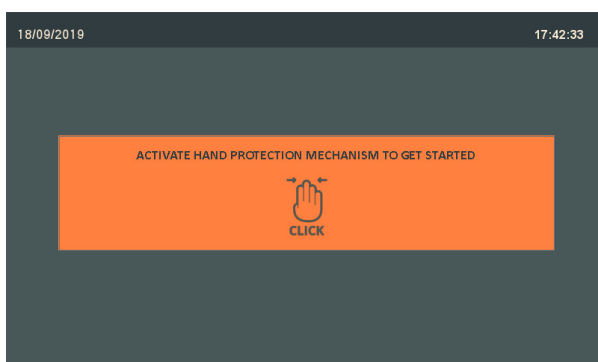 18/09/2019 17:42:33
ACTIVATE HAND PROTECTION MECHANISM TO GET STARTED
CLICK